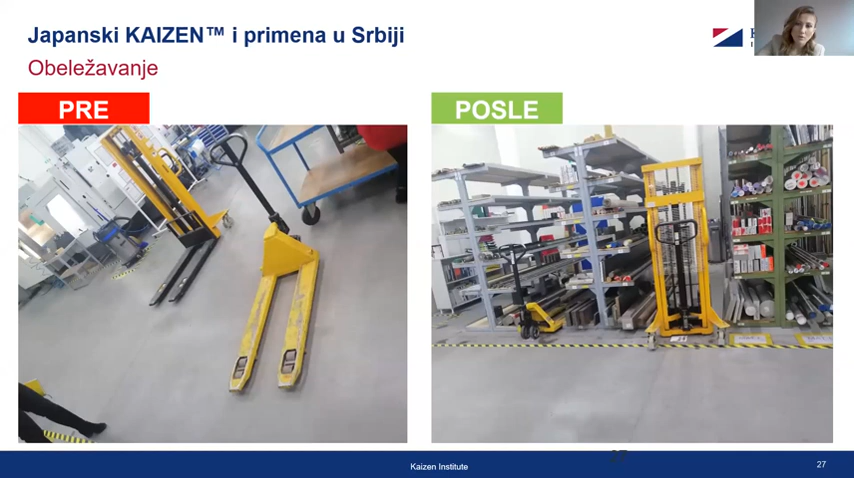 Japanski KAIZEN™ i primena u Srbiji
Obeležavanje
PRE
POSLE
Kaizen Institute
27